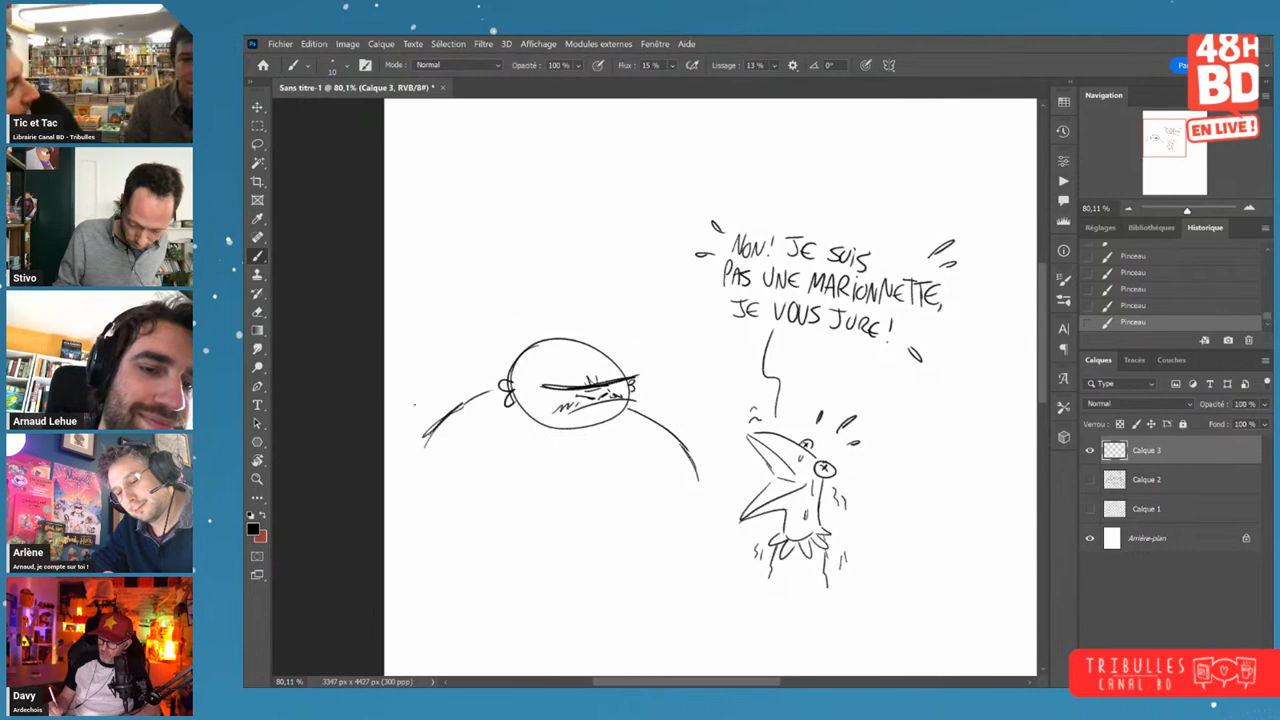 Tic et Tac
Librairie Canal BD - Tribulles
Stivo
Arnaud Lehue
Arlène
Arnaud, je compte sur toi !
Davy
Ardechois
Ps
Fichier Edition Image Calque Texte Sélection Filtre 3D Affichage Modules externes Fenêtre Aide
10 Mode : Normal Opacité : 100 % Flux : 15 % Lissage : 13 % 0°
Sans titre-1 @ 80,1% (Calque 3, RVB/8#) *
48H
BD
EN LIVE !
NON! JE SUIS
PAS UNE MARIONNETTE,
JE VOUS JURE !
Navigation
80,11 %
Réglages Bibliothèques Historique
Pinceau
Pinceau
Pinceau
Pinceau
Pinceau
Calques Tracés Couches
Type
Normal Opacité : 100 %
Verrou : Fond : 100 %
Calque 3
Calque 2
Calque 1
Arrière-plan
80,11 % 3347 px x 4427 px (300 ppp)
TRIBULLES
CANAL BD